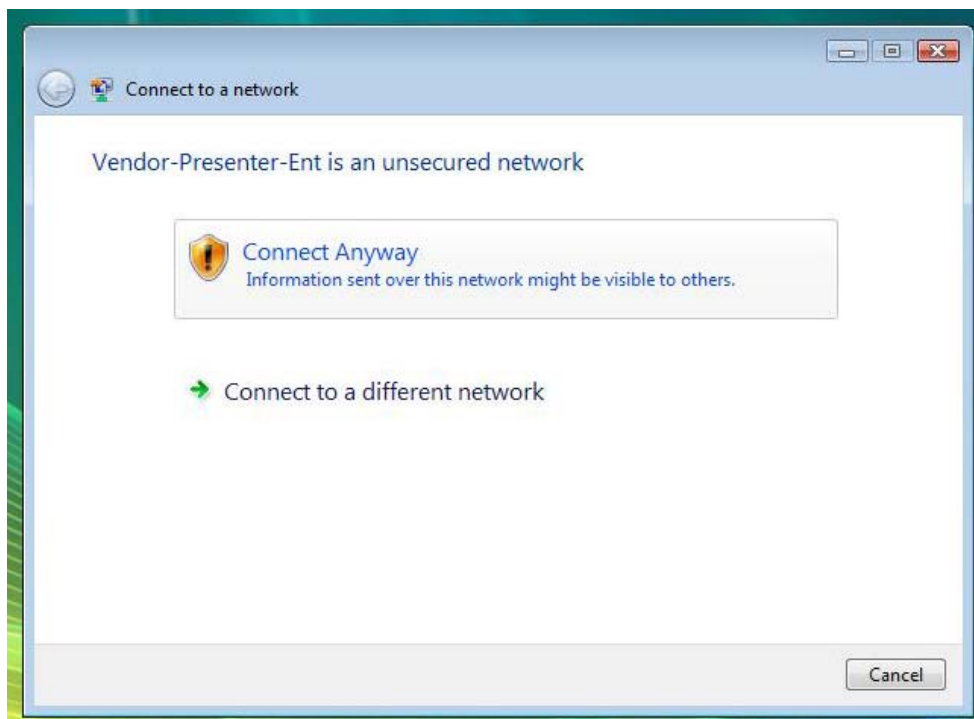 Connect to a network
Vendor-Presenter-Ent is an unsecured network
Connect Anyway
Information sent over this network might be visible to others.
Connect to a different network
Cancel